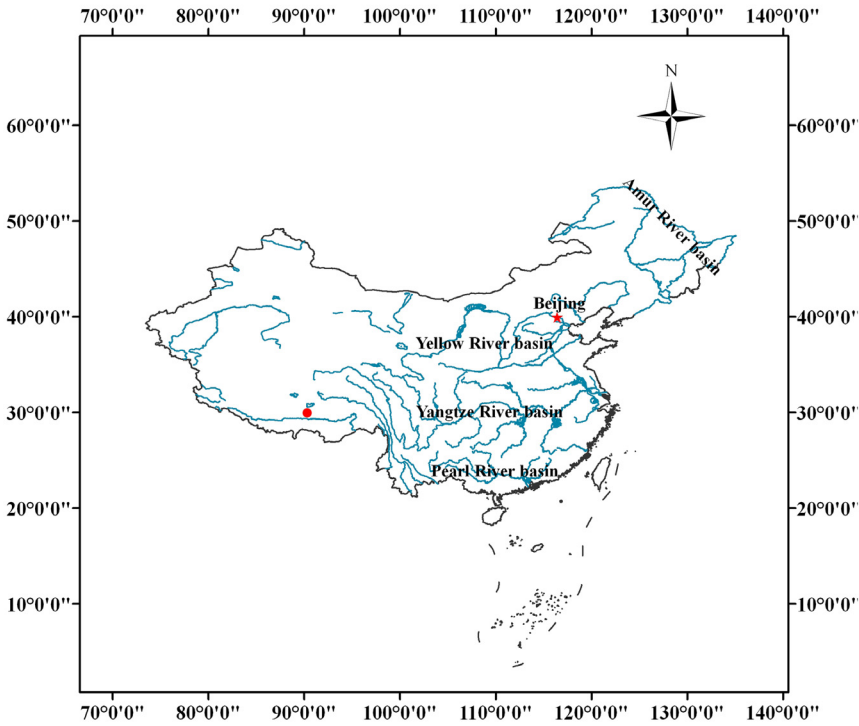 70°0'0" 80°0'0" 90°0'0" 100°0'0" 110°0'0" 120°0'0" 130°0'0" 140°0'0"
N
60°0'0" 60°0'0"
Amur River basin
50°0'0" 50°0'0"
Beijing
40°0'0" 40°0'0"
Yellow River basin
30°0'0" Yangtze River basin 30°0'0"
Pearl River basin
20°0'0" 20°0'0"
10°0'0" 10°0'0"
70°0'0" 80°0'0" 90°0'0" 100°0'0" 110°0'0" 120°0'0" 130°0'0" 140°0'0"